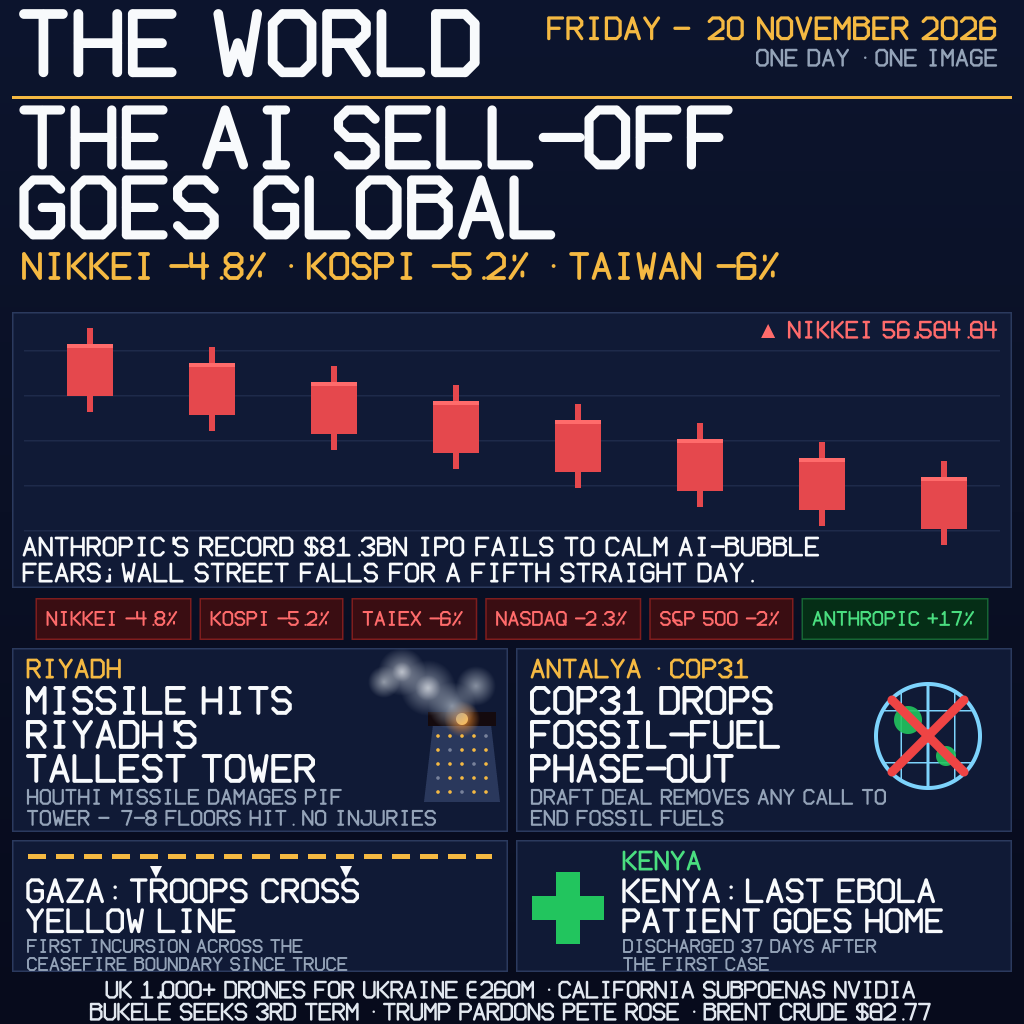 THE WORLD
FRIDAY – 20 NOVEMBER 2026
ONE DAY · ONE IMAGE
THE AI SELL-OFF
GOES GLOBAL
NIKKEI -4.8% · KOSPI -5.2% · TAIWAN -6%
▲ NIKKEI 56,584.84
ANTHROPIC'S RECORD $81.3BN IPO FAILS TO CALM AI-BUBBLE
FEARS; WALL STREET FALLS FOR A FIFTH STRAIGHT DAY.
NIKKEI -4.8%
KOSPI -5.2%
TAIEX -6%
NASDAQ -2.3%
S&P 500 -2%
ANTHROPIC +17%
RIYADH
MISSILE HITS
RIYADH'S
TALLEST TOWER
HOUTHI MISSILE DAMAGES PIF
TOWER – 7-8 FLOORS HIT. NO INJURIES
ANTALYA · COP31
COP31 DROPS
FOSSIL-FUEL
PHASE-OUT
DRAFT DEAL REMOVES ANY CALL TO
END FOSSIL FUELS
GAZA: TROOPS CROSS
YELLOW LINE
FIRST INCURSION ACROSS THE
CEASEFIRE BOUNDARY SINCE TRUCE
KENYA
KENYA: LAST EBOLA
PATIENT GOES HOME
DISCHARGED 37 DAYS AFTER
THE FIRST CASE
UK 1,000+ DRONES FOR UKRAINE £260M · CALIFORNIA SUBPOENAS NVIDIA
BUKELE SEEKS 3RD TERM · TRUMP PARDONS PETE ROSE · BRENT CRUDE $82.77